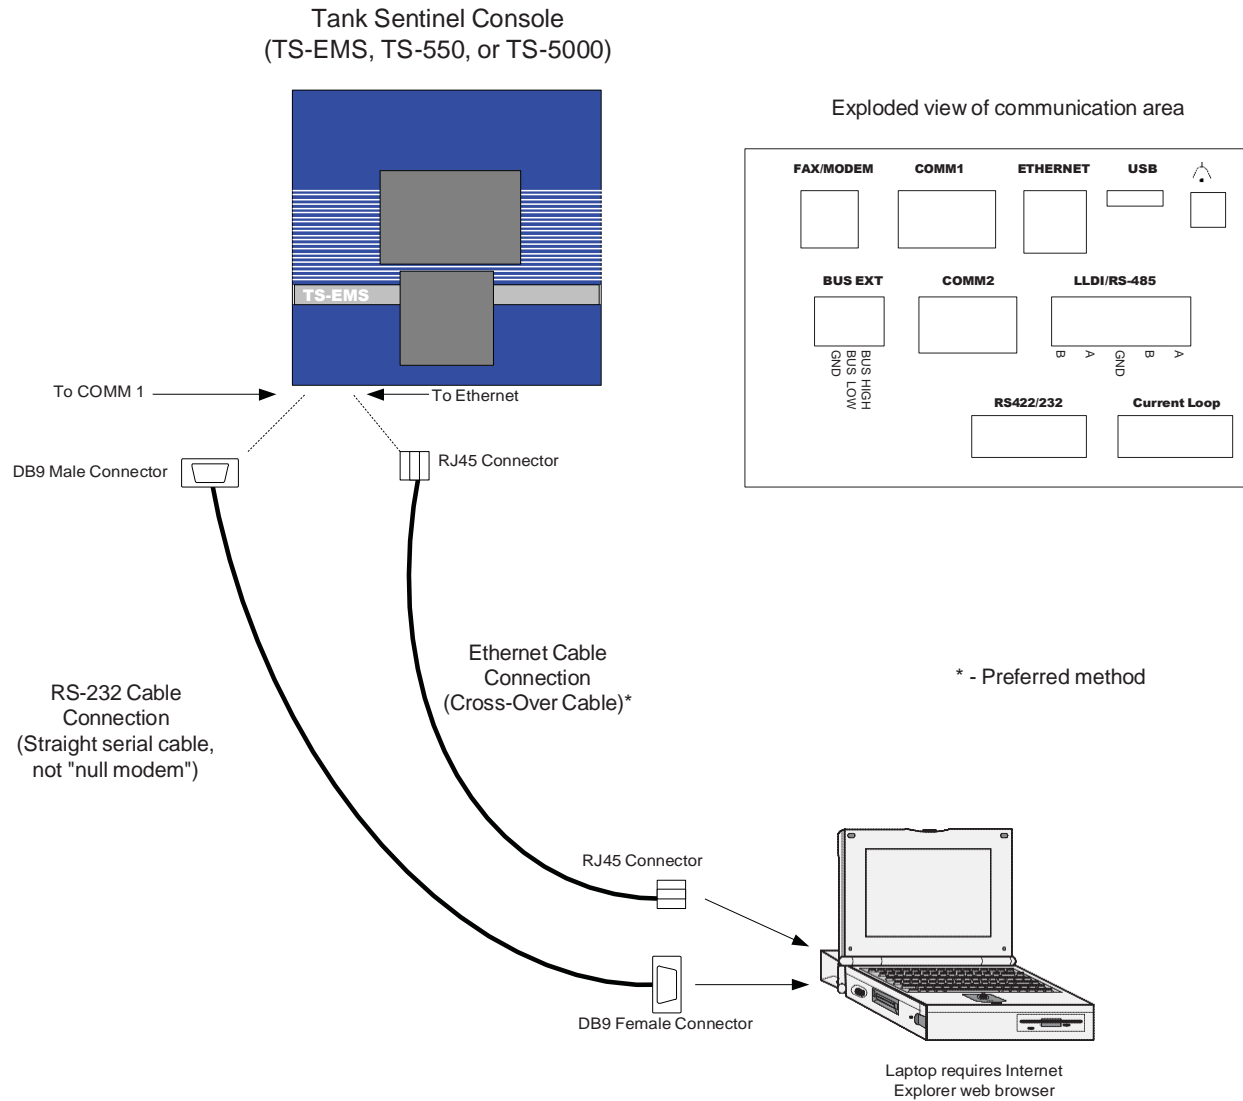 Tank Sentinel Console
(TS-EMS, TS-550, or TS-5000)
Exploded view of communication area
FAX/MODEM
COMM1
ETHERNET
USB
BUS EXT
COMM2
LLDI/RS-485
GND
BUS LOW
BUS HIGH
B
A
GND
B
A
RS422/232
Current Loop
TS-EMS
To COMM 1
To Ethernet
DB9 Male Connector
RJ45 Connector
Ethernet Cable
Connection
(Cross-Over Cable)*
* - Preferred method
RS-232 Cable
Connection
(Straight serial cable,
not "null modem")
RJ45 Connector
DB9 Female Connector
Laptop requires Internet
Explorer web browser